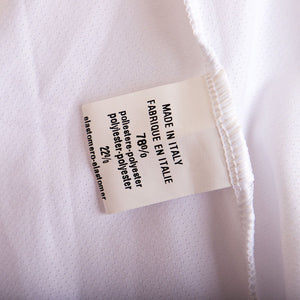 MADE IN ITALY
FABRIQUE EN ITALIE
78%
poliestere-polyester
polyester-polyester
22%
elastomero-elastomer